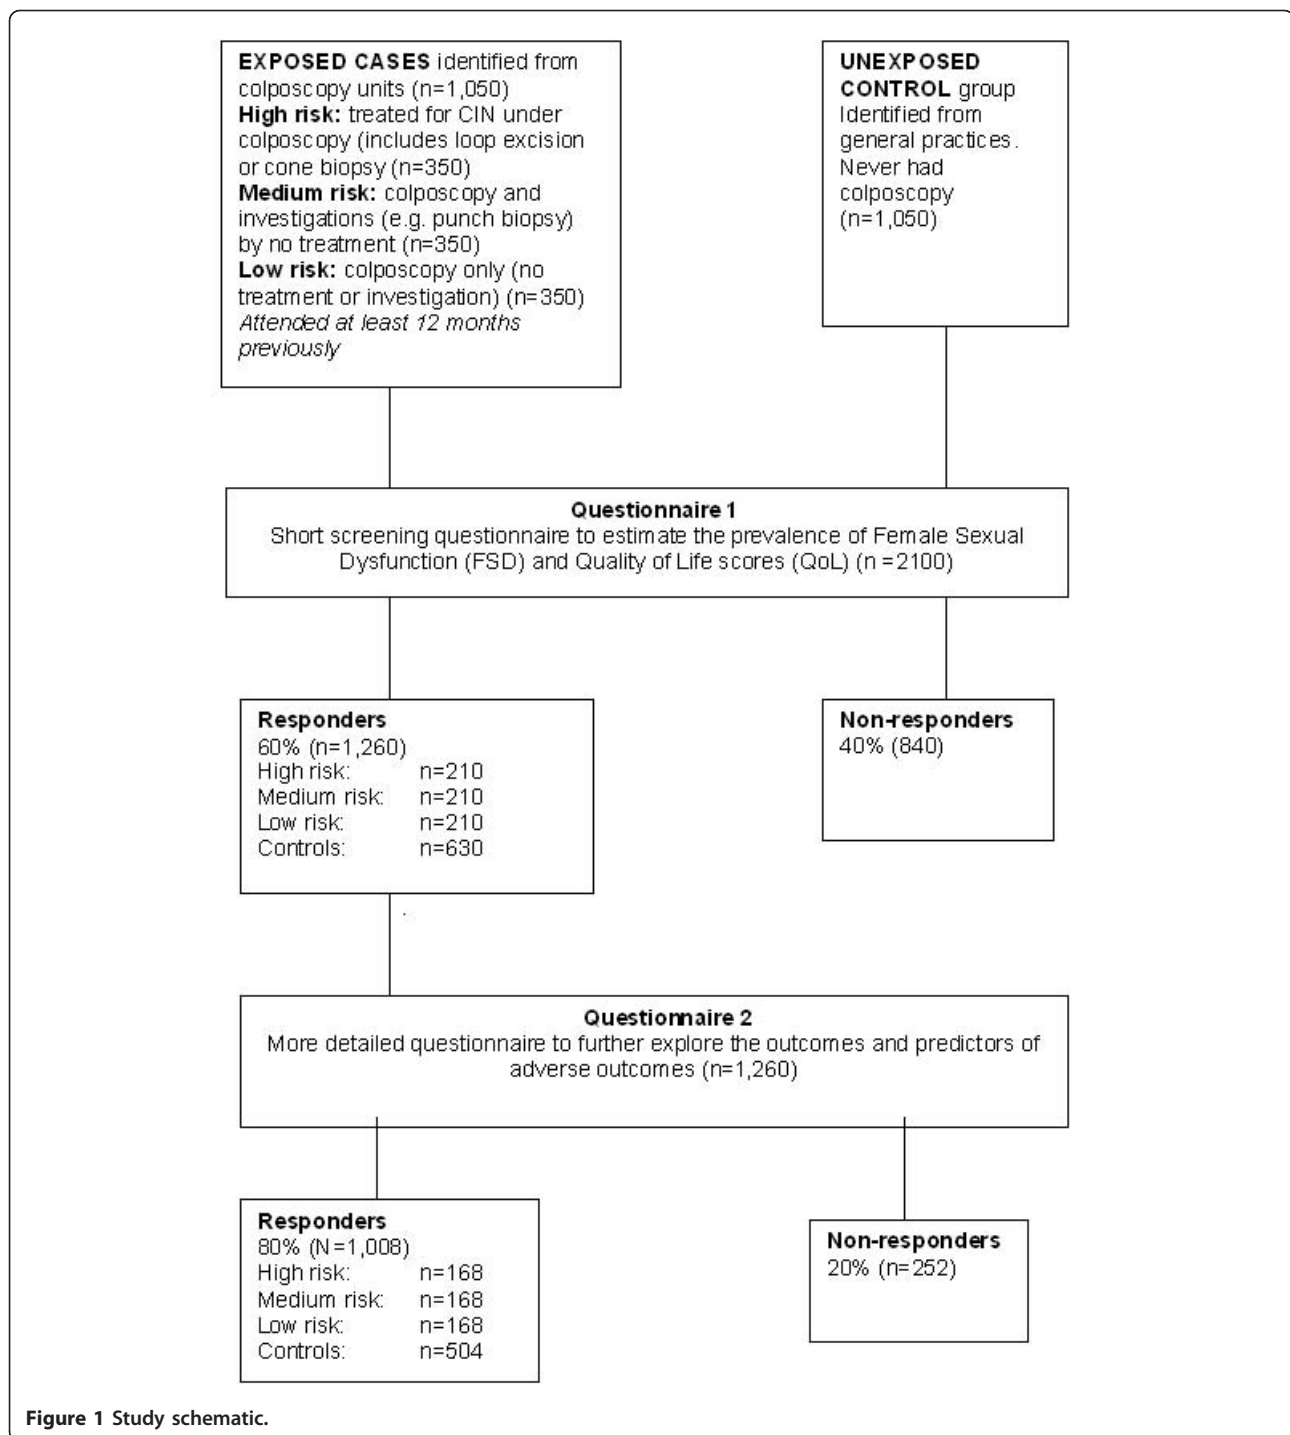 EXPOSED CASES identified from
colposcopy units (n=1,050)
High risk: treated for CIN under
colposcopy (includes loop excision
or cone biopsy (n=350)
Medium risk: colposcopy and
investigations (e.g. punch biopsy)
by no treatment (n=350)
Low risk: colposcopy only (no
treatment or investigation) (n=350)
Attended at least 12 months
previously
UNEXPOSED
CONTROL group
Identified from
general practices.
Never had
colposcopy
(n=1,050)
Questionnaire 1
Short screening questionnaire to estimate the prevalence of Female Sexual
Dysfunction (FSD) and Quality of Life scores (QoL) (n =2100)
Responders
60% (n=1,260)
High risk: n=210
Medium risk: n=210
Low risk: n=210
Controls: n=630
Non-responders
40% (840)
Questionnaire 2
More detailed questionnaire to further explore the outcomes and predictors of
adverse outcomes (n=1,260)
Responders
80% (N=1,008)
High risk: n=168
Medium risk: n=168
Low risk: n=168
Controls: n=504
Non-responders
20% (n=252)
Figure 1 Study schematic.